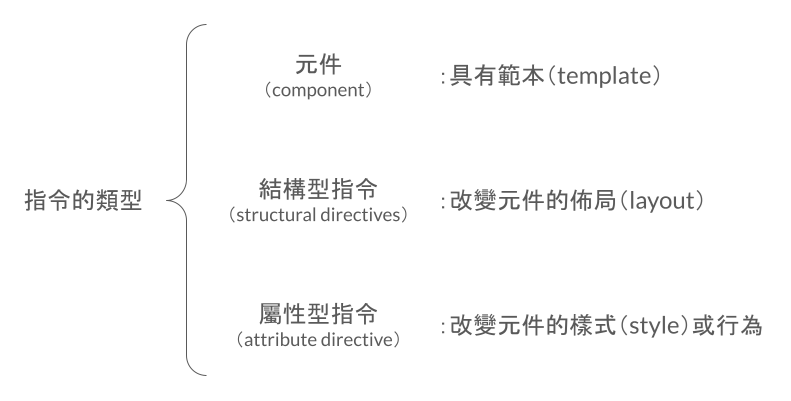 元件
（component）
：具有範本（template）
指令的類型
結構型指令
（structural directives）
：改變元件的佈局（layout）
屬性型指令
（attribute directive）
：改變元件的樣式（style）或行為